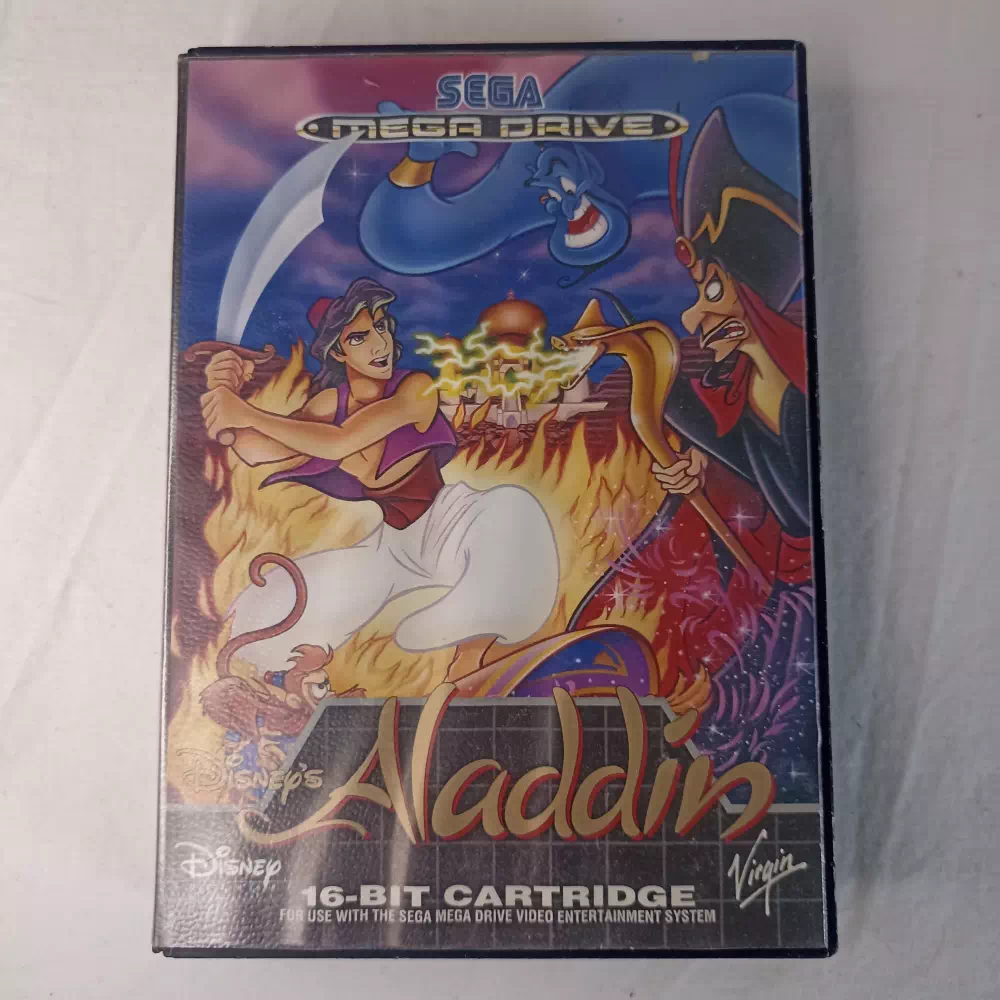 SEGA
MEGA DRIVE
DISNEY'S
Aladdin
DISNEY
Virgin
16-BIT CARTRIDGE
FOR USE WITH THE SEGA MEGA DRIVE VIDEO ENTERTAINMENT SYSTEM